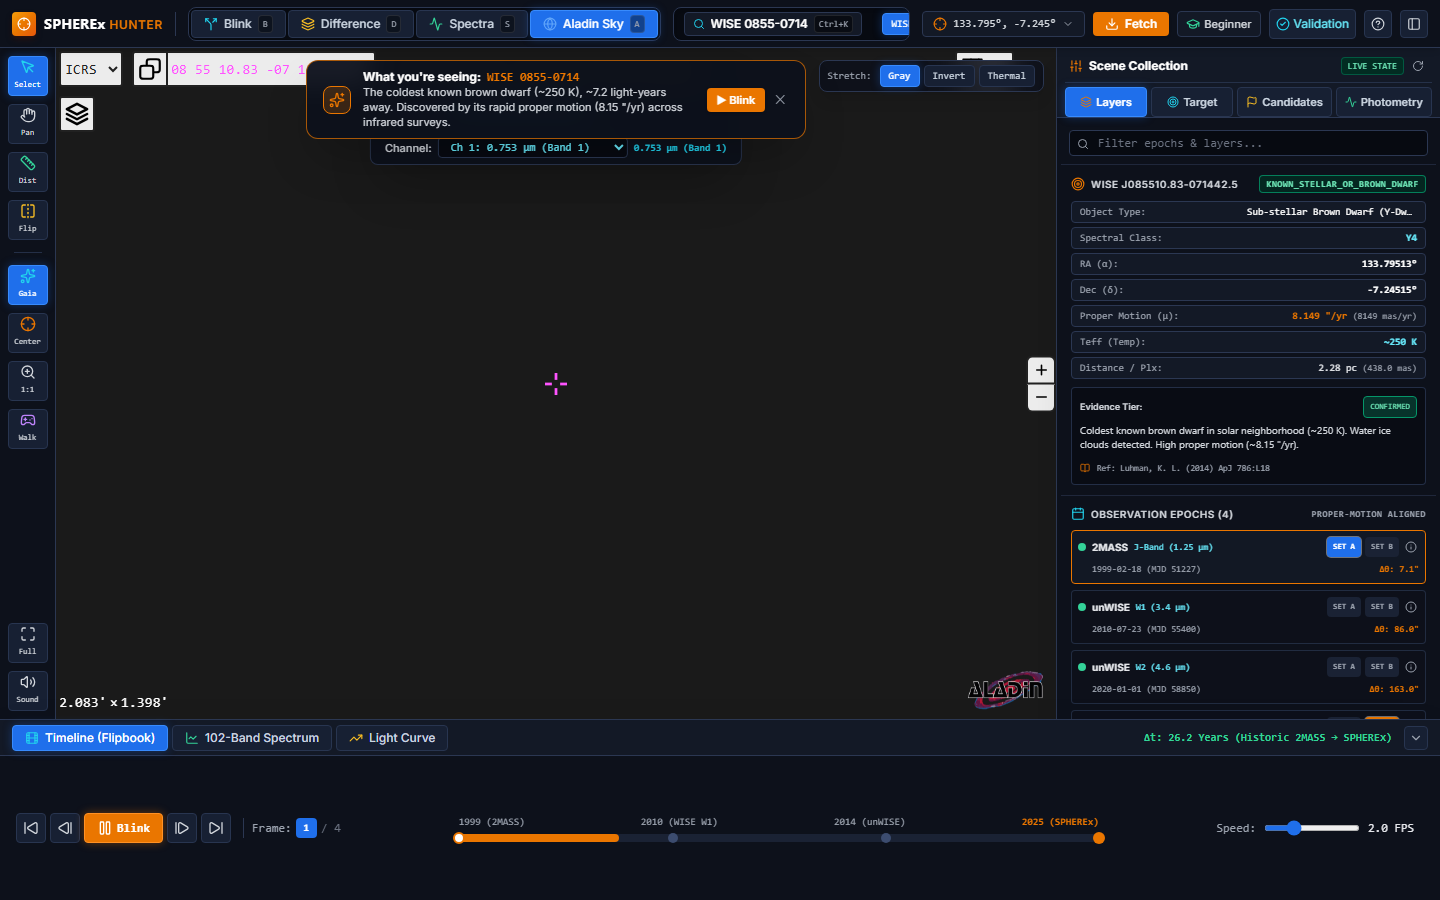 SPHEREx HUNTER
Blink B
Difference D
Spectra S
Aladin Sky A
WISE 0855-0714 Ctrl+K
WIS
133.795°, -7.245°
Fetch
Beginner
Validation
Select
Pan
Dist
Flip
Gaia
Center
1:1
Walk
Full
Sound
ICRS
08 55 10.83 -07 1
What you're seeing: WISE 0855-0714
The coldest known brown dwarf (~250 K), ~7.2 light-years
away. Discovered by its rapid proper motion (8.15 "/yr) across
infrared surveys.
Blink
Stretch: Gray Invert Thermal
Channel: Ch 1: 0.753 µm (Band 1) 0.753 µm (Band 1)
+
−
2.083' x 1.398'
ALADIN
Scene Collection
LIVE STATE
Layers
Target
Candidates
Photometry
Filter epochs & layers...
WISE J085510.83-071442.5
KNOWN_STELLAR_OR_BROWN_DWARF
Object Type: Sub-stellar Brown Dwarf (Y-Dw…
Spectral Class: Y4
RA (α): 133.79513°
Dec (δ): -7.24515°
Proper Motion (μ): 8.149 "/yr (8149 mas/yr)
Teff (Temp): ~250 K
Distance / Plx: 2.28 pc (438.0 mas)
Evidence Tier: CONFIRMED
Coldest known brown dwarf in solar neighborhood (~250 K). Water ice
clouds detected. High proper motion (~8.15 "/yr).
Ref: Luhman, K. L. (2014) ApJ 786:L18
OBSERVATION EPOCHS (4)
PROPER-MOTION ALIGNED
2MASS J-Band (1.25 µm) SET A SET B
1999-02-18 (MJD 51227) Δθ: 7.1"
unWISE W1 (3.4 µm) SET A SET B
2010-07-23 (MJD 55400) Δθ: 86.0"
unWISE W2 (4.6 µm) SET A SET B
2020-01-01 (MJD 58850) Δθ: 163.0"
Timeline (Flipbook)
102-Band Spectrum
Light Curve
Δt: 26.2 Years (Historic 2MASS → SPHEREx)
Blink
Frame: 1 / 4
1999 (2MASS)
2010 (WISE W1)
2014 (unWISE)
2025 (SPHEREx)
Speed: 2.0 FPS